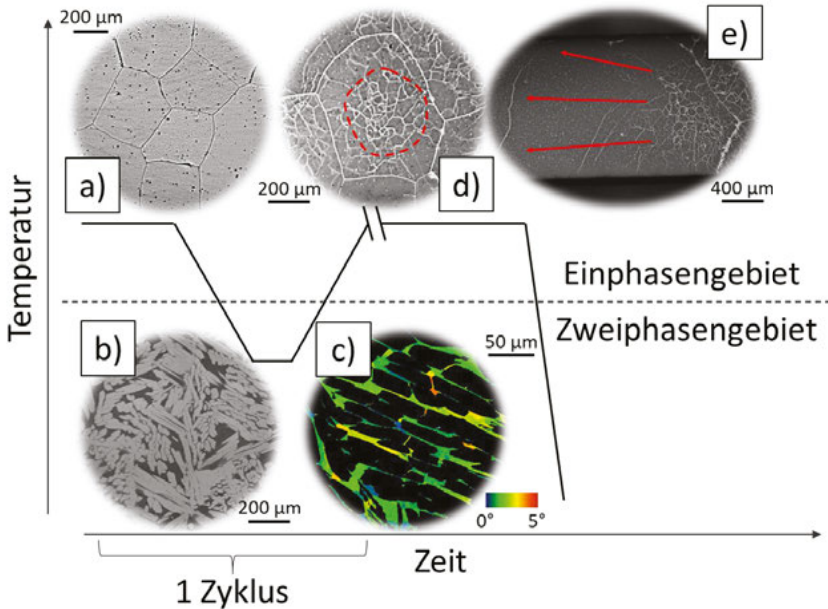 200 µm
a)
200 µm
d)
e)
400 µm
Temperatur
Einphasengebiet
Zweiphasengebiet
b)
200 µm
c)
50 µm
0°
5°
Zeit
1 Zyklus